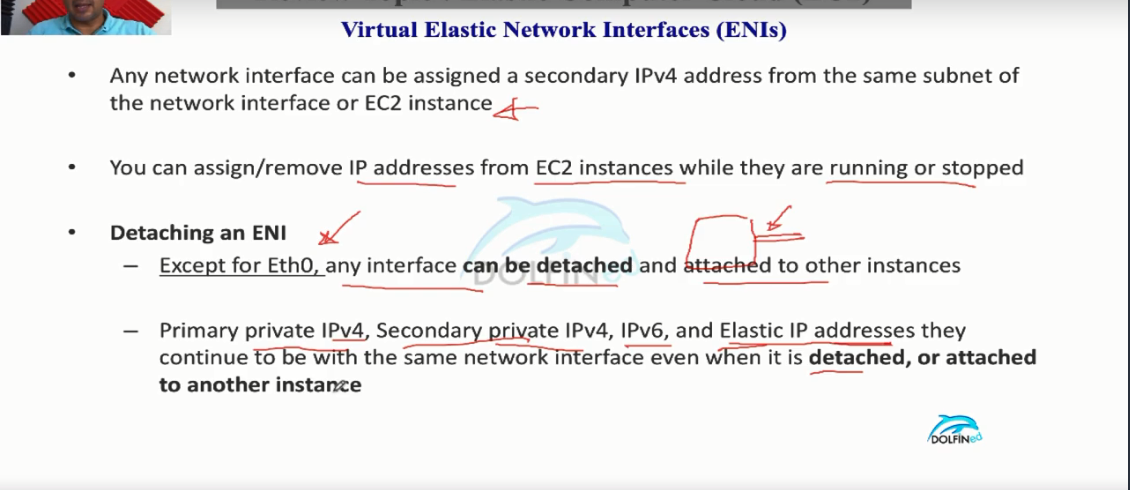 Virtual Elastic Network Interfaces (ENIs)
• Any network interface can be assigned a secondary IPv4 address from the same subnet of
the network interface or EC2 instance
• You can assign/remove IP addresses from EC2 instances while they are running or stopped
• Detaching an ENI
– Except for Eth0, any interface can be detached and attached to other instances
– Primary private IPv4, Secondary private IPv4, IPv6, and Elastic IP addresses they
continue to be with the same network interface even when it is detached, or attached
to another instance
DOLFINed
DOLFINed